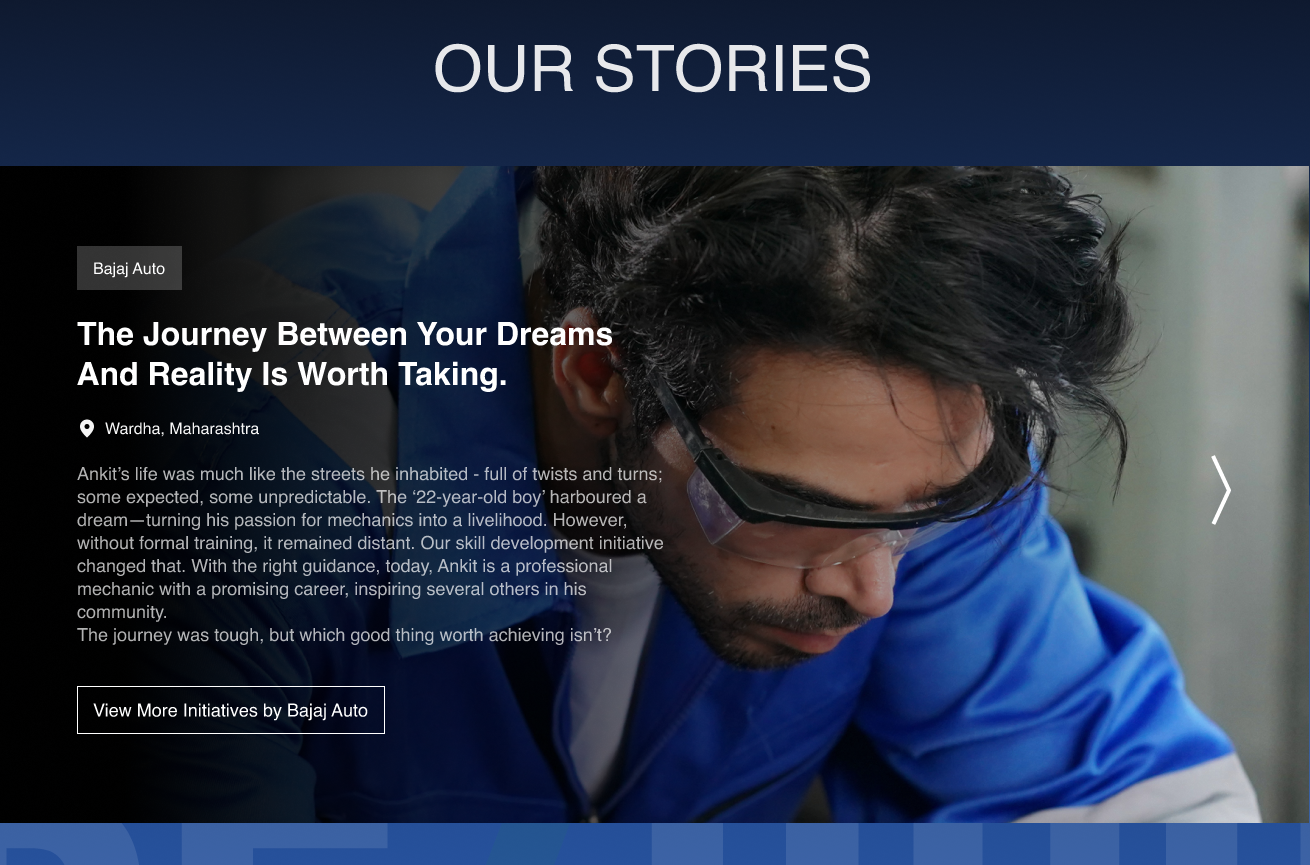 OUR STORIES
Bajaj Auto
The Journey Between Your Dreams
And Reality Is Worth Taking.
Wardha, Maharashtra
Ankit’s life was much like the streets he inhabited - full of twists and turns;
some expected, some unpredictable. The ‘22-year-old boy’ harboured a
dream—turning his passion for mechanics into a livelihood. However,
without formal training, it remained distant. Our skill development initiative
changed that. With the right guidance, today, Ankit is a professional
mechanic with a promising career, inspiring several others in his
community.
The journey was tough, but which good thing worth achieving isn’t?
View More Initiatives by Bajaj Auto